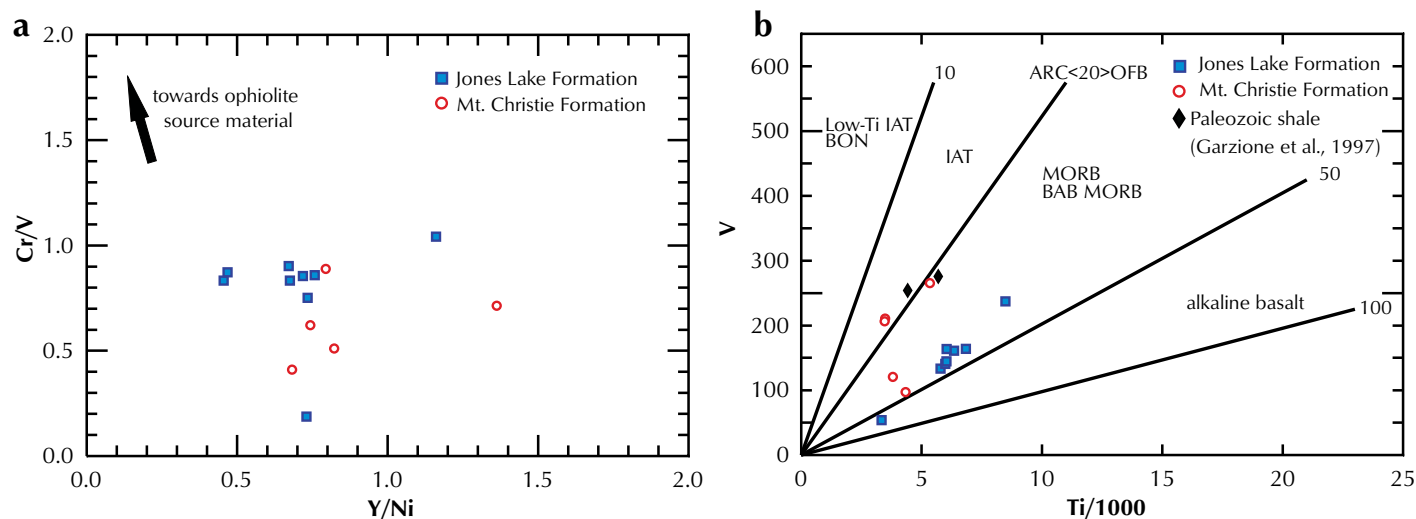 a
2.0
1.5
1.0
0.5
0.0
Cr/V
0.0
0.5
1.0
1.5
2.0
Y/Ni
towards ophiolite
source material
Jones Lake Formation
Mt. Christie Formation
b
600
500
400
300
200
100
0
V
0
5
10
15
20
25
Ti/1000
10
ARC<20>OFB
50
100
Low-Ti IAT
BON
IAT
MORB
BAB MORB
alkaline basalt
Jones Lake Formation
Mt. Christie Formation
Paleozoic shale
(Garzione et al., 1997)